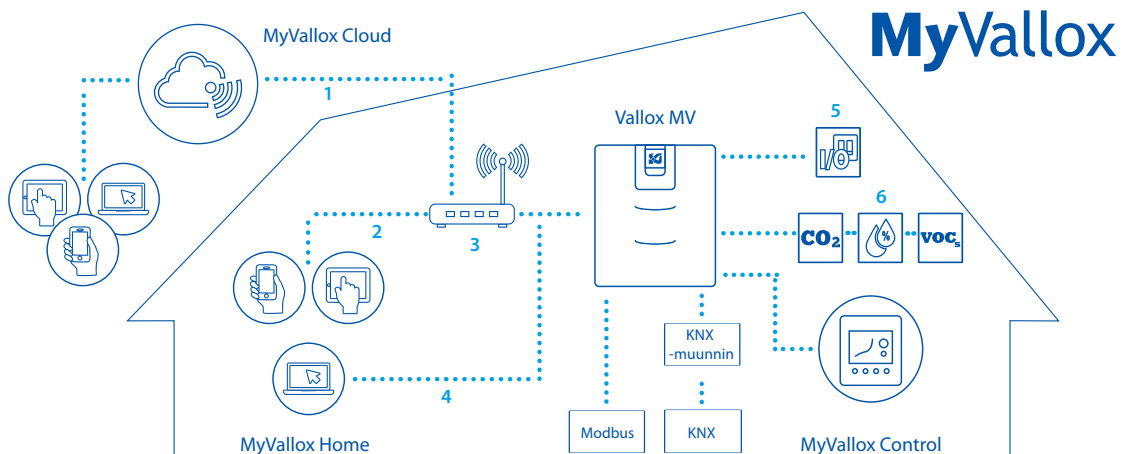 MyVallox
MyVallox Cloud
1
Vallox MV
5
I/O
6
2
3
CO₂
%
VOCs
KNX
-muunnin
4
Modbus
KNX
MyVallox Home
MyVallox Control